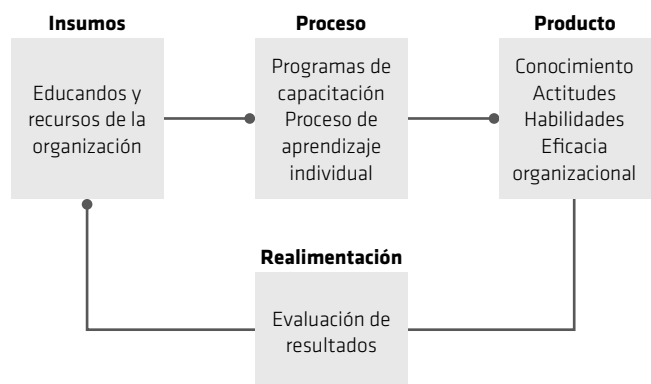 Insumos
Educandos y
recursos de la
organización
Proceso
Programas de
capacitación
Proceso de
aprendizaje
individual
Producto
Conocimiento
Actitudes
Habilidades
Eficacia
organizacional
Realimentación
Evaluación de
resultados